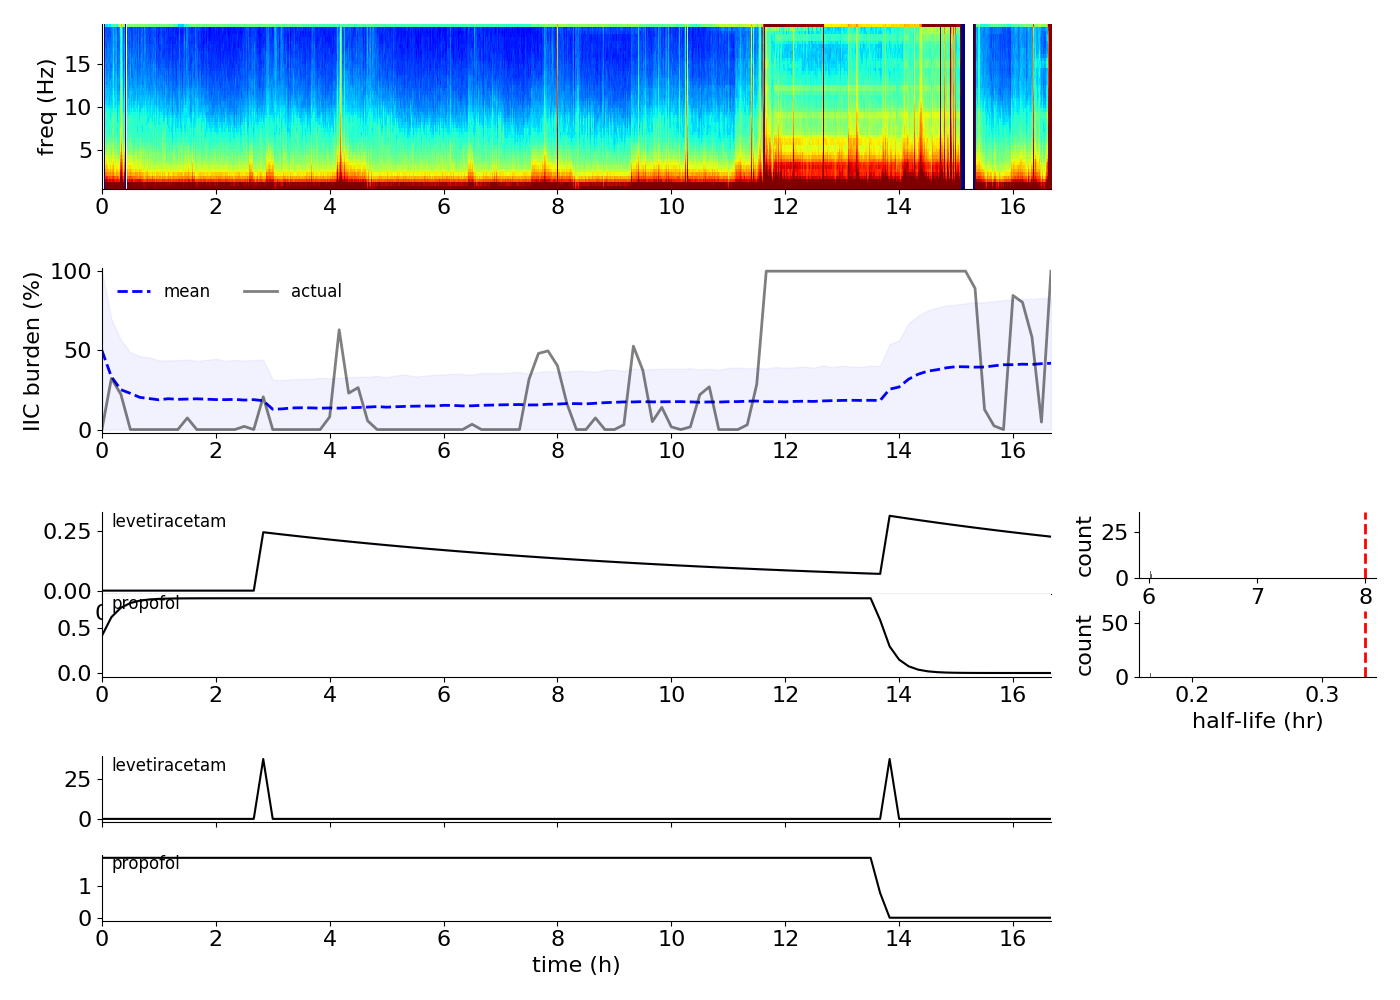 freq (Hz)
15
10
5
0 2 4 6 8 10 12 14 16
IIC burden (%)
100
50
0
mean actual
0 2 4 6 8 10 12 14 16
levetiracetam
0.25
0.00
0
count
25
0
6 7 8
propofol
0.5
0.0
0 2 4 6 8 10 12 14 16
count
50
0
0.2 0.3
half-life (hr)
levetiracetam
25
0
propofol
1
0
0 2 4 6 8 10 12 14 16
time (h)